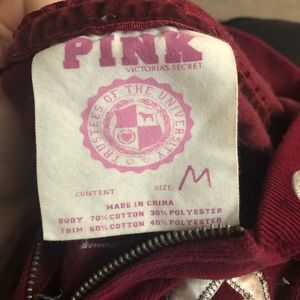 PINK
VICTORIA'S SECRET
TRUSTEES OF THE UNIVERSITY
CONTENT: SIZE: M
MADE IN CHINA
BODY 70%COTTON 30%POLYESTER
TRIM: 60%COTTON 40%POLYESTER